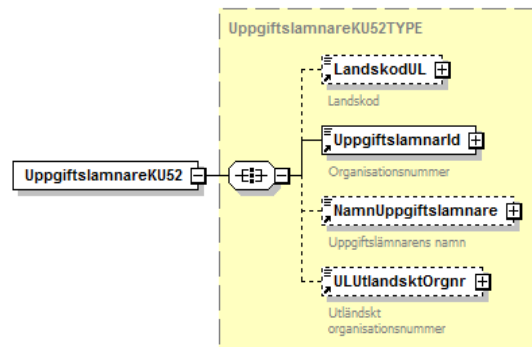 UppgiftslamnareKU52TYPE
LandskodUL
Landskod
UppgiftslamnarId
Organisationsnummer
UppgiftslamnareKU52
NamnUppgiftslamnare
Uppgiftslämnarens namn
ULUtlandsktOrgnr
Utländskt
organisationsnummer